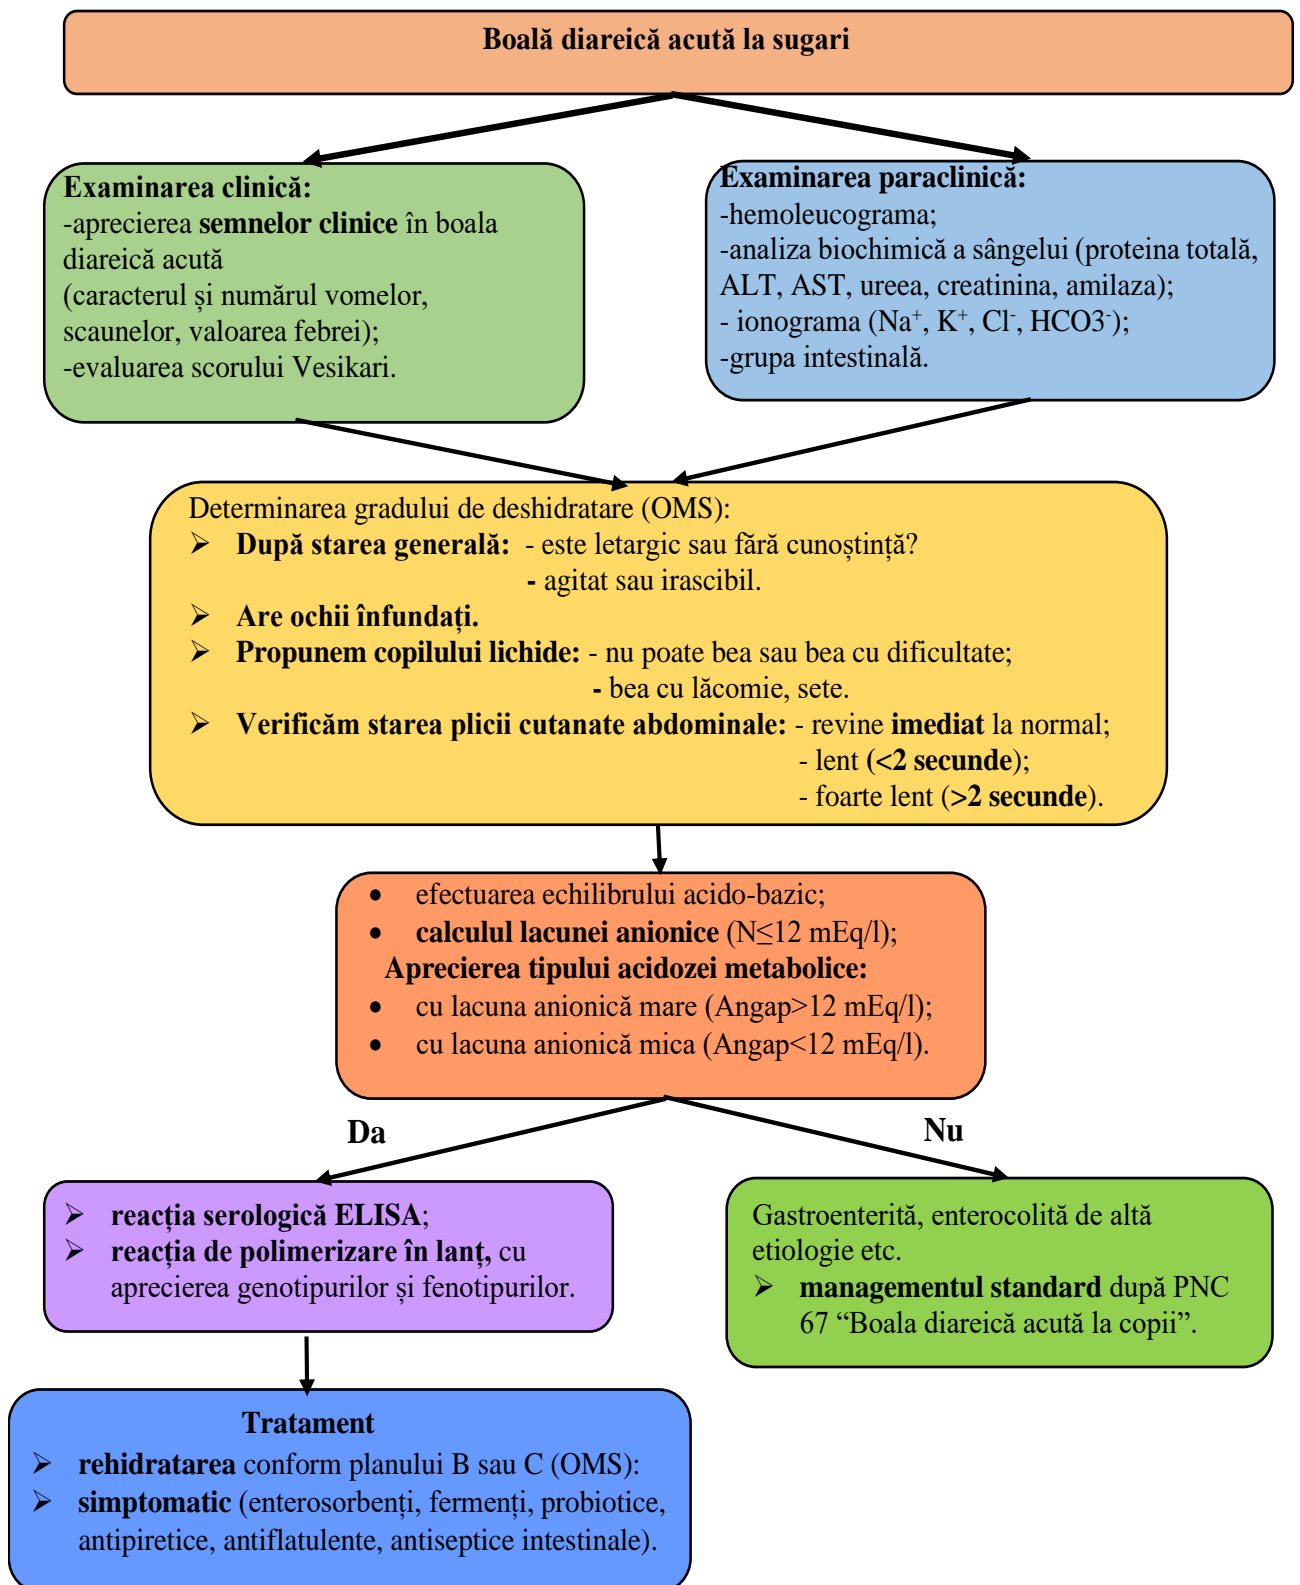 Boală diareică acută la sugari
Examinarea clinică:
-aprecierea semnelor clinice în boala
diareică acută
(caracterul și numărul vomelor,
scaunelor, valoarea febrei);
-evaluarea scorului Vesikari.
Examinarea paraclinică:
-hemoleucograma;
-analiza biochimică a sângelui (proteina totală,
ALT, AST, ureea, creatinina, amilaza);
- ionograma (Na⁺, K⁺, Cl⁻, HCO3⁻);
-grupa intestinală.
Determinarea gradului de deshidratare (OMS):
➢ După starea generală: - este letargic sau fără cunoștință?
- agitat sau irascibil.
➢ Are ochii înfundați.
➢ Propunem copilului lichide: - nu poate bea sau bea cu dificultate;
- bea cu lăcomie, sete.
➢ Verificăm starea plicii cutanate abdominale: - revine imediat la normal;
- lent (<2 secunde);
- foarte lent (>2 secunde).
• efectuarea echilibrului acido-bazic;
• calculul lacunei anionice (N≤12 mEq/l);
Aprecierea tipului acidozei metabolice:
• cu lacuna anionică mare (Angap>12 mEq/l);
• cu lacuna anionică mica (Angap<12 mEq/l).
Da
Nu
➢ reacția serologică ELISA;
➢ reacția de polimerizare în lanț, cu
aprecierea genotipurilor și fenotipurilor.
Gastroenterită, enterocolită de altă
etiologie etc.
➢ managementul standard după PNC
67 “Boala diareică acută la copii”.
Tratament
➢ rehidratarea conform planului B sau C (OMS):
➢ simptomatic (enterosorbenți, fermenți, probiotice,
antipiretice, antiflatulente, antiseptice intestinale).